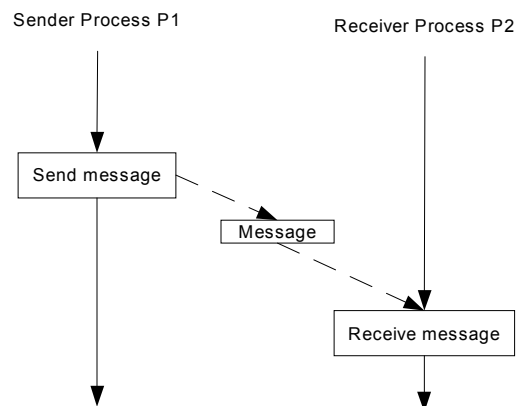 Sender Process P1
Receiver Process P2
Send message
Message
Receive message